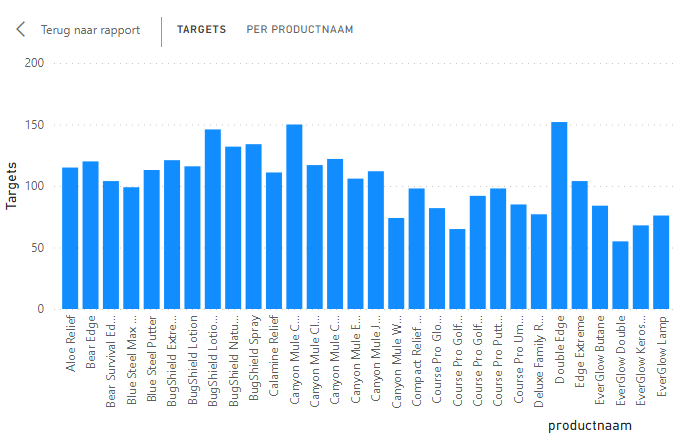 Terug naar rapport
TARGETS
PER PRODUCTNAAM
Targets
200
150
100
50
0
Aloe Relief
Bear Edge
Bear Survival Ed...
Blue Steel Max ...
Blue Steel Putter
BugShield Extre...
BugShield Lotion
BugShield Lotio...
BugShield Natu...
BugShield Spray
Calamine Relief
Canyon Mule C...
Canyon Mule Cl...
Canyon Mule C...
Canyon Mule E...
Canyon Mule J...
Canyon Mule W...
Compact Relief ...
Course Pro Glo...
Course Pro Golf...
Course Pro Golf...
Course Pro Putt...
Course Pro Um...
Deluxe Family R...
Double Edge
Edge Extreme
EverGlow Butane
EverGlow Double
EverGlow Keros...
EverGlow Lamp
productnaam